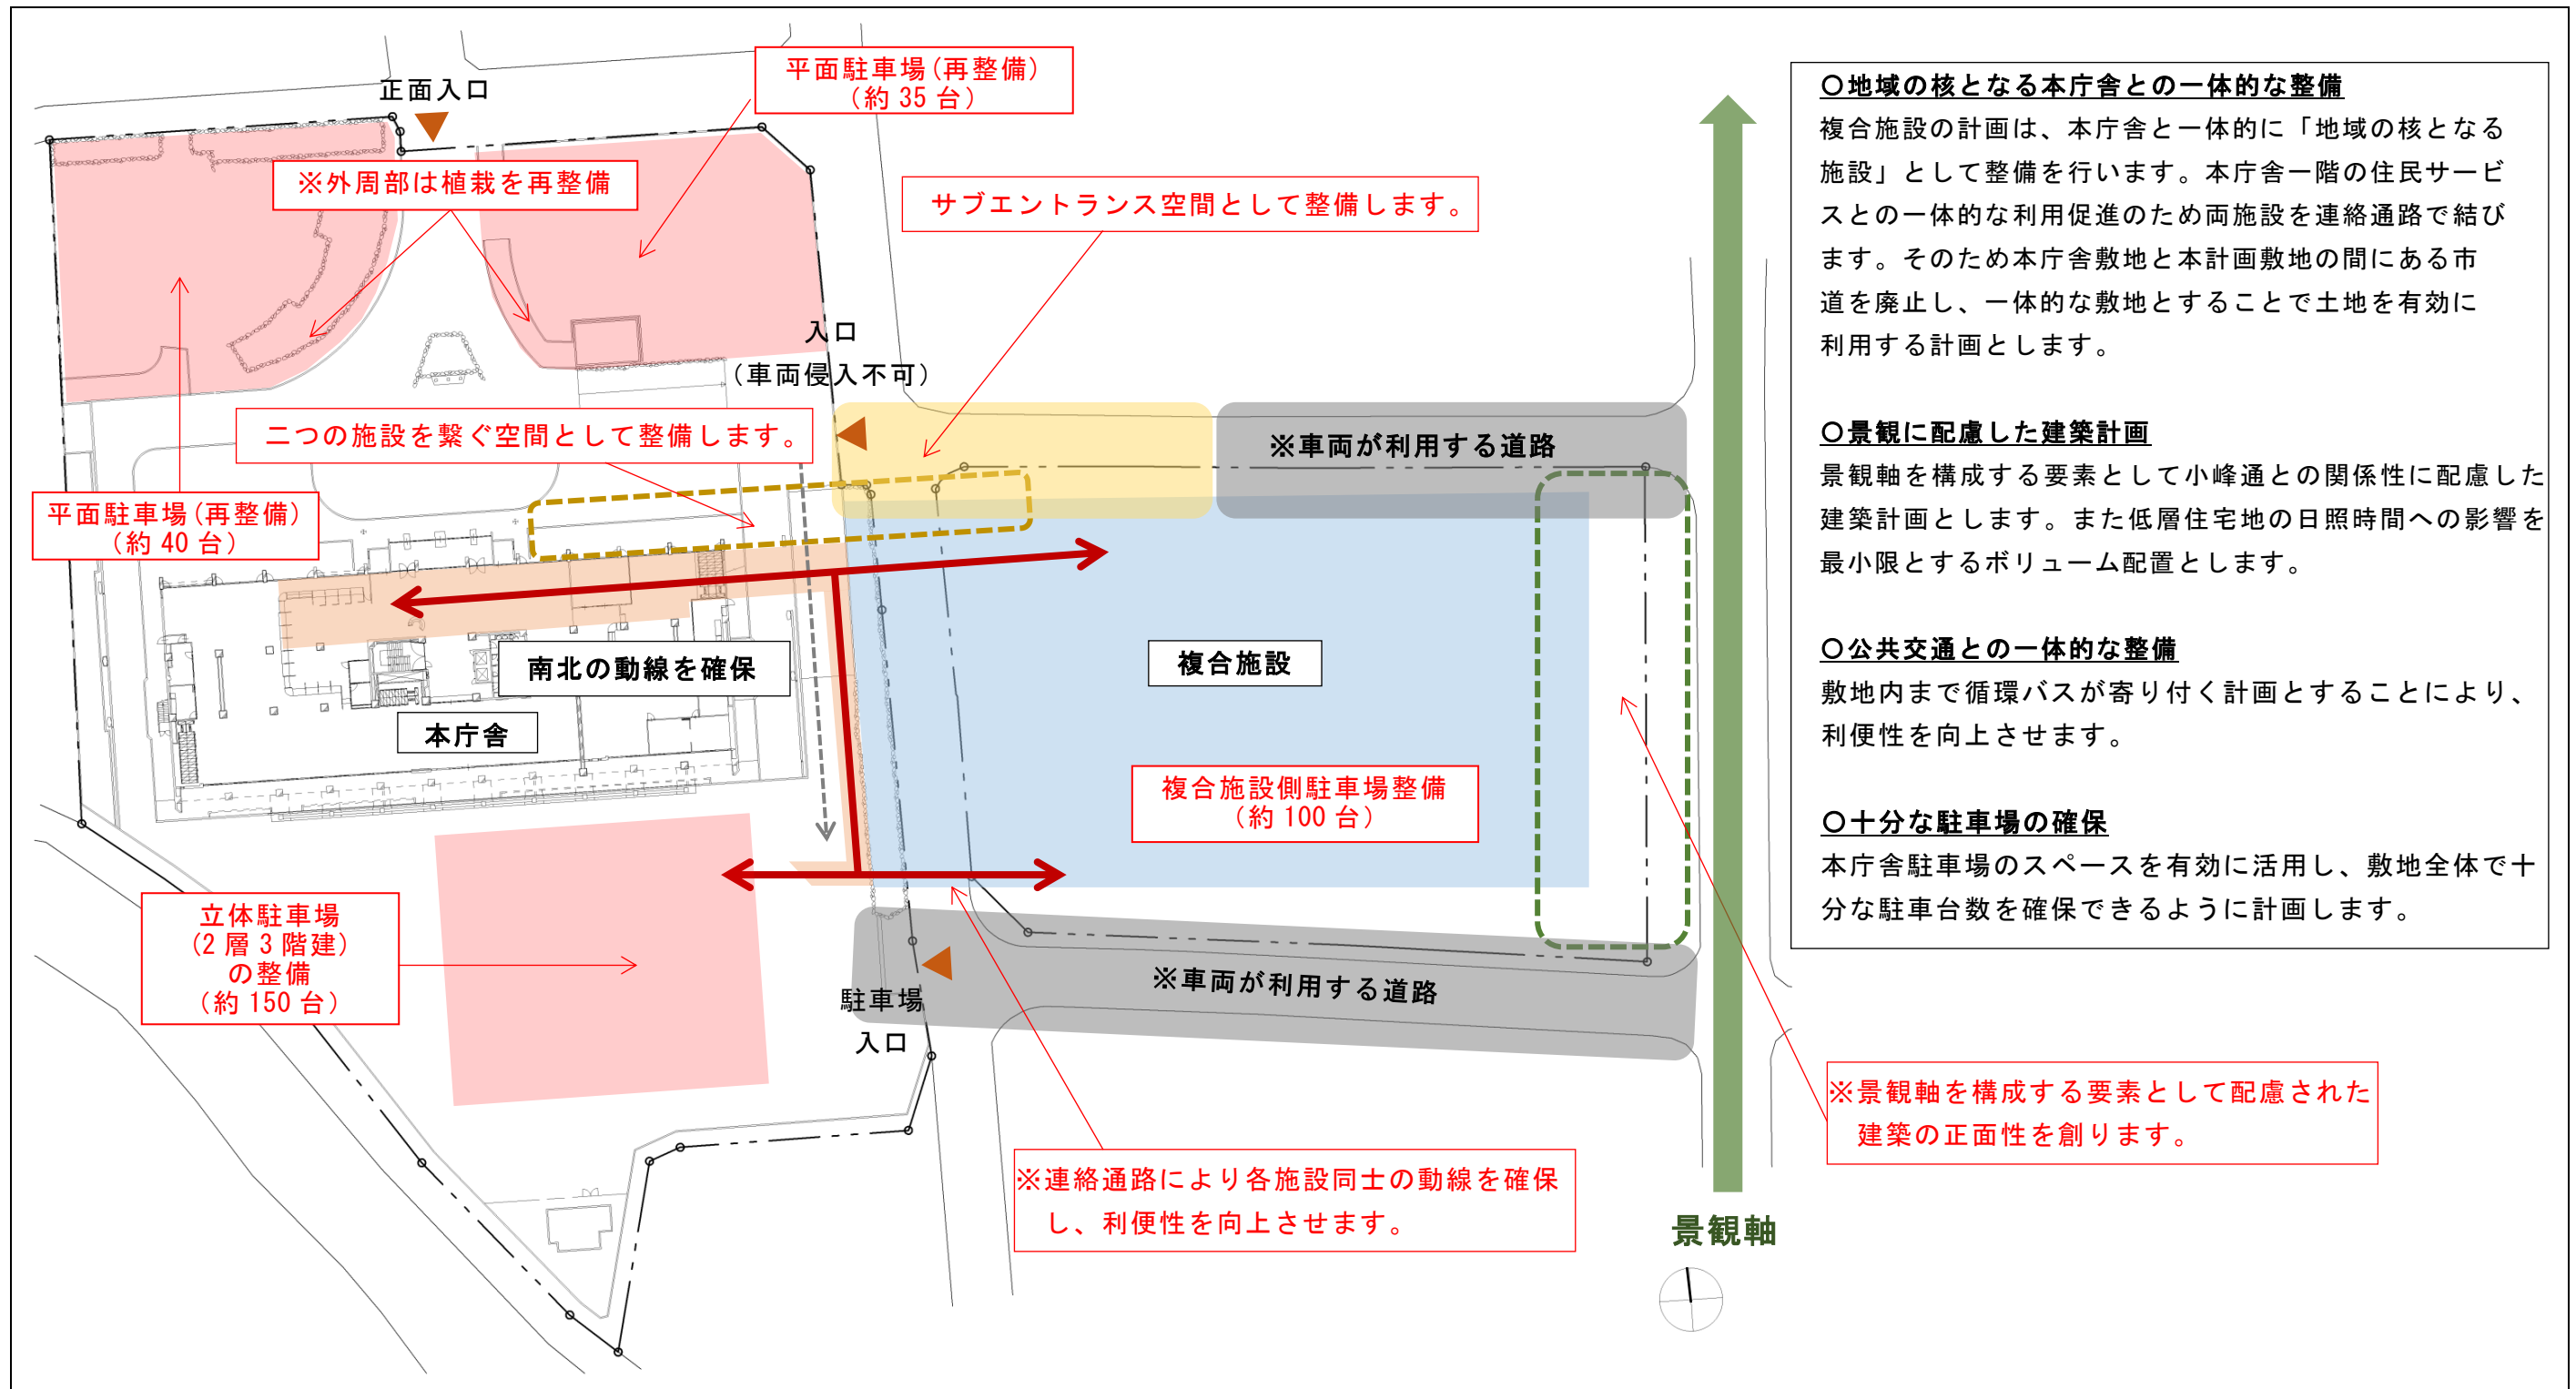 正面入口
平面駐車場(再整備)
(約35台)
※外周部は植栽を再整備
サブエントランス空間として整備します。
入口
(車両侵入不可)
二つの施設を繋ぐ空間として整備します。
※車両が利用する道路
平面駐車場(再整備)
(約40台)
南北の動線を確保
複合施設
本庁舎
複合施設側駐車場整備
(約100台)
立体駐車場
(2層3階建)
の整備
(約150台)
※車両が利用する道路
駐車場
入口
※連絡通路により各施設同士の動線を確保
し、利便性を向上させます。
※景観軸を構成する要素として配慮された
建築の正面性を創ります。
景観軸
〇地域の核となる本庁舎との一体的な整備
複合施設の計画は、本庁舎と一体的に「地域の核となる
施設」として整備を行います。本庁舎一階の住民サービ
スとの一体的な利用促進のため両施設を連絡通路で結び
ます。そのため本庁舎敷地と本計画敷地の間にある市
道を廃止し、一体的な敷地とすることで土地を有効に
利用する計画とします。
〇景観に配慮した建築計画
景観軸を構成する要素として小峰通との関係性に配慮した
建築計画とします。また低層住宅地の日照時間への影響を
最小限とするボリューム配置とします。
〇公共交通との一体的な整備
敷地内まで循環バスが寄り付く計画とすることにより、
利便性を向上させます。
〇十分な駐車場の確保
本庁舎駐車場のスペースを有効に活用し、敷地全体で十
分な駐車台数を確保できるように計画します。